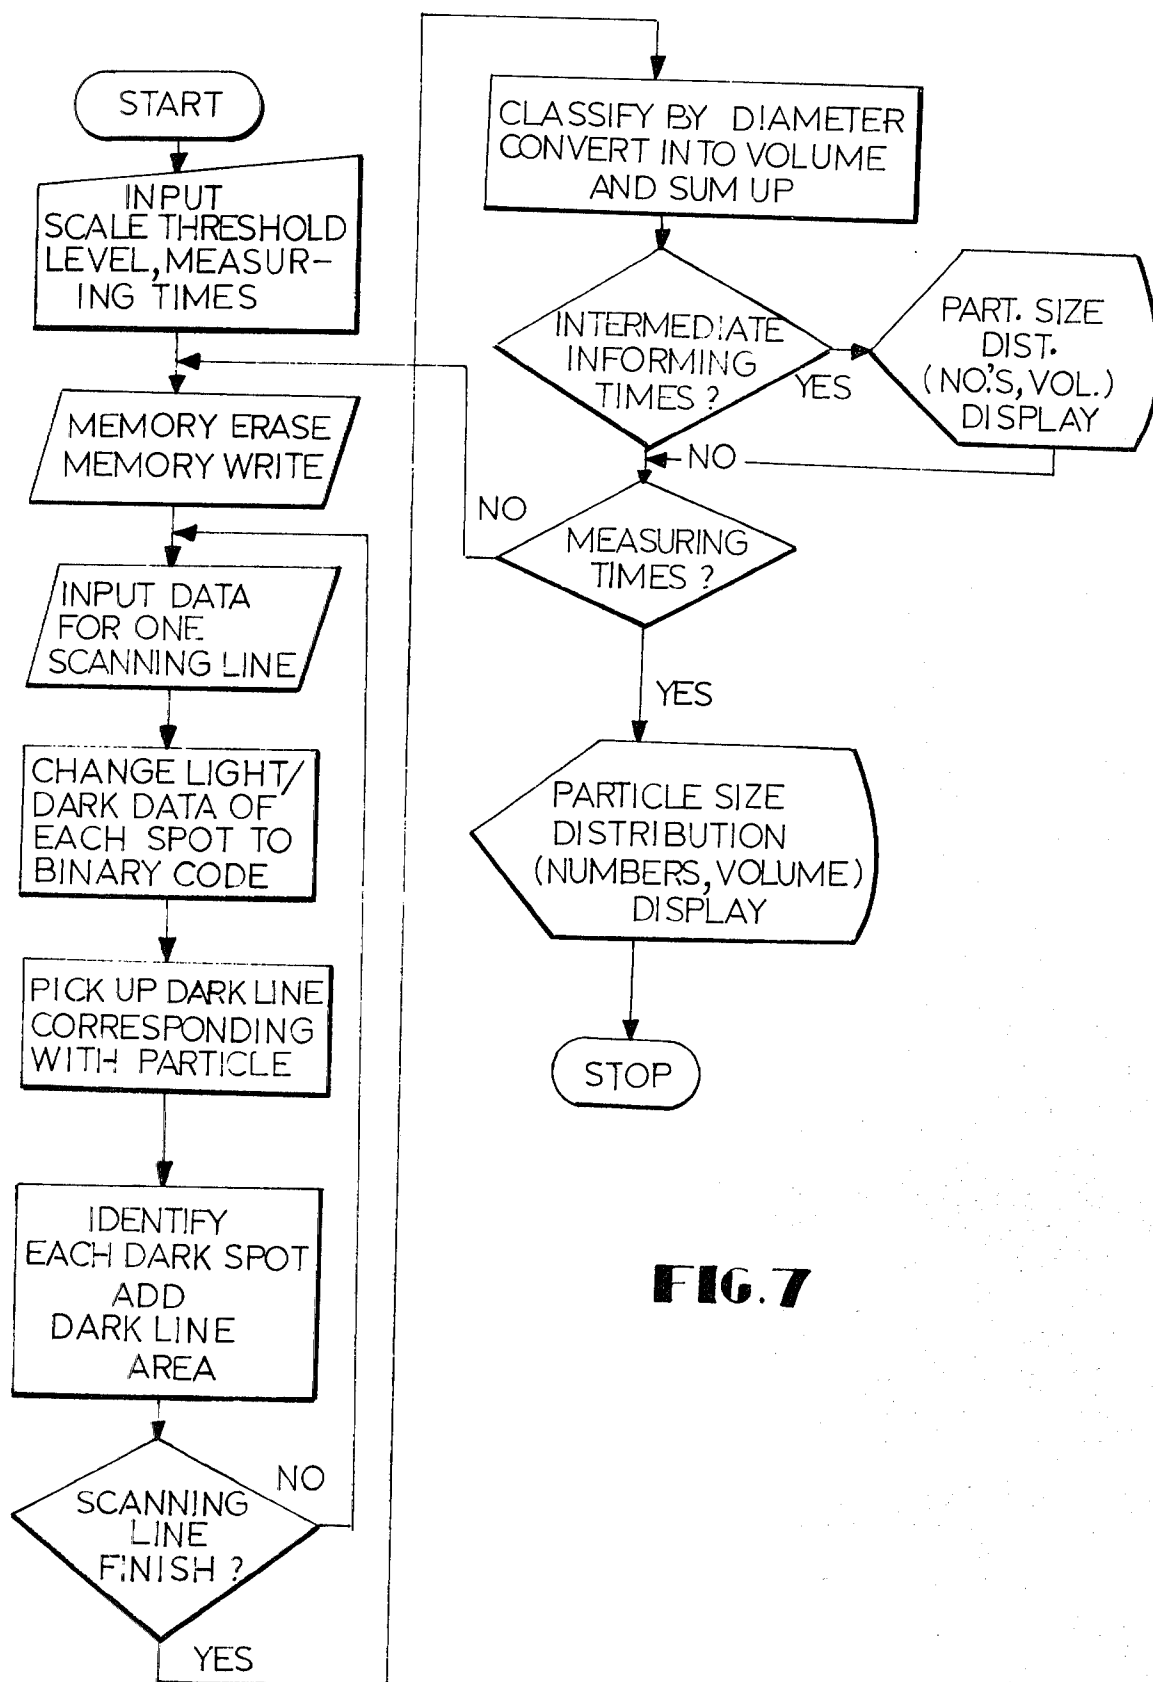 START
INPUT
SCALE THRESHOLD
LEVEL, MEASUR-
ING TIMES
MEMORY ERASE
MEMORY WRITE
INPUT DATA
FOR ONE
SCANNING LINE
CHANGE LIGHT/
DARK DATA OF
EACH SPOT TO
BINARY CODE
PICK UP DARK LINE
CORRESPONDING
WITH PARTICLE
IDENTIFY
EACH DARK SPOT
ADD
DARK LINE
AREA
SCANNING
LINE
FINISH ?
NO
YES
CLASSIFY BY DIAMETER
CONVERT INTO VOLUME
AND SUM UP
INTERMEDIATE
INFORMING
TIMES ?
YES
PART. SIZE
DIST.
(NO.'S, VOL.)
DISPLAY
NO
MEASURING
TIMES ?
NO
YES
PARTICLE SIZE
DISTRIBUTION
(NUMBERS, VOLUME)
DISPLAY
STOP
FIG. 7